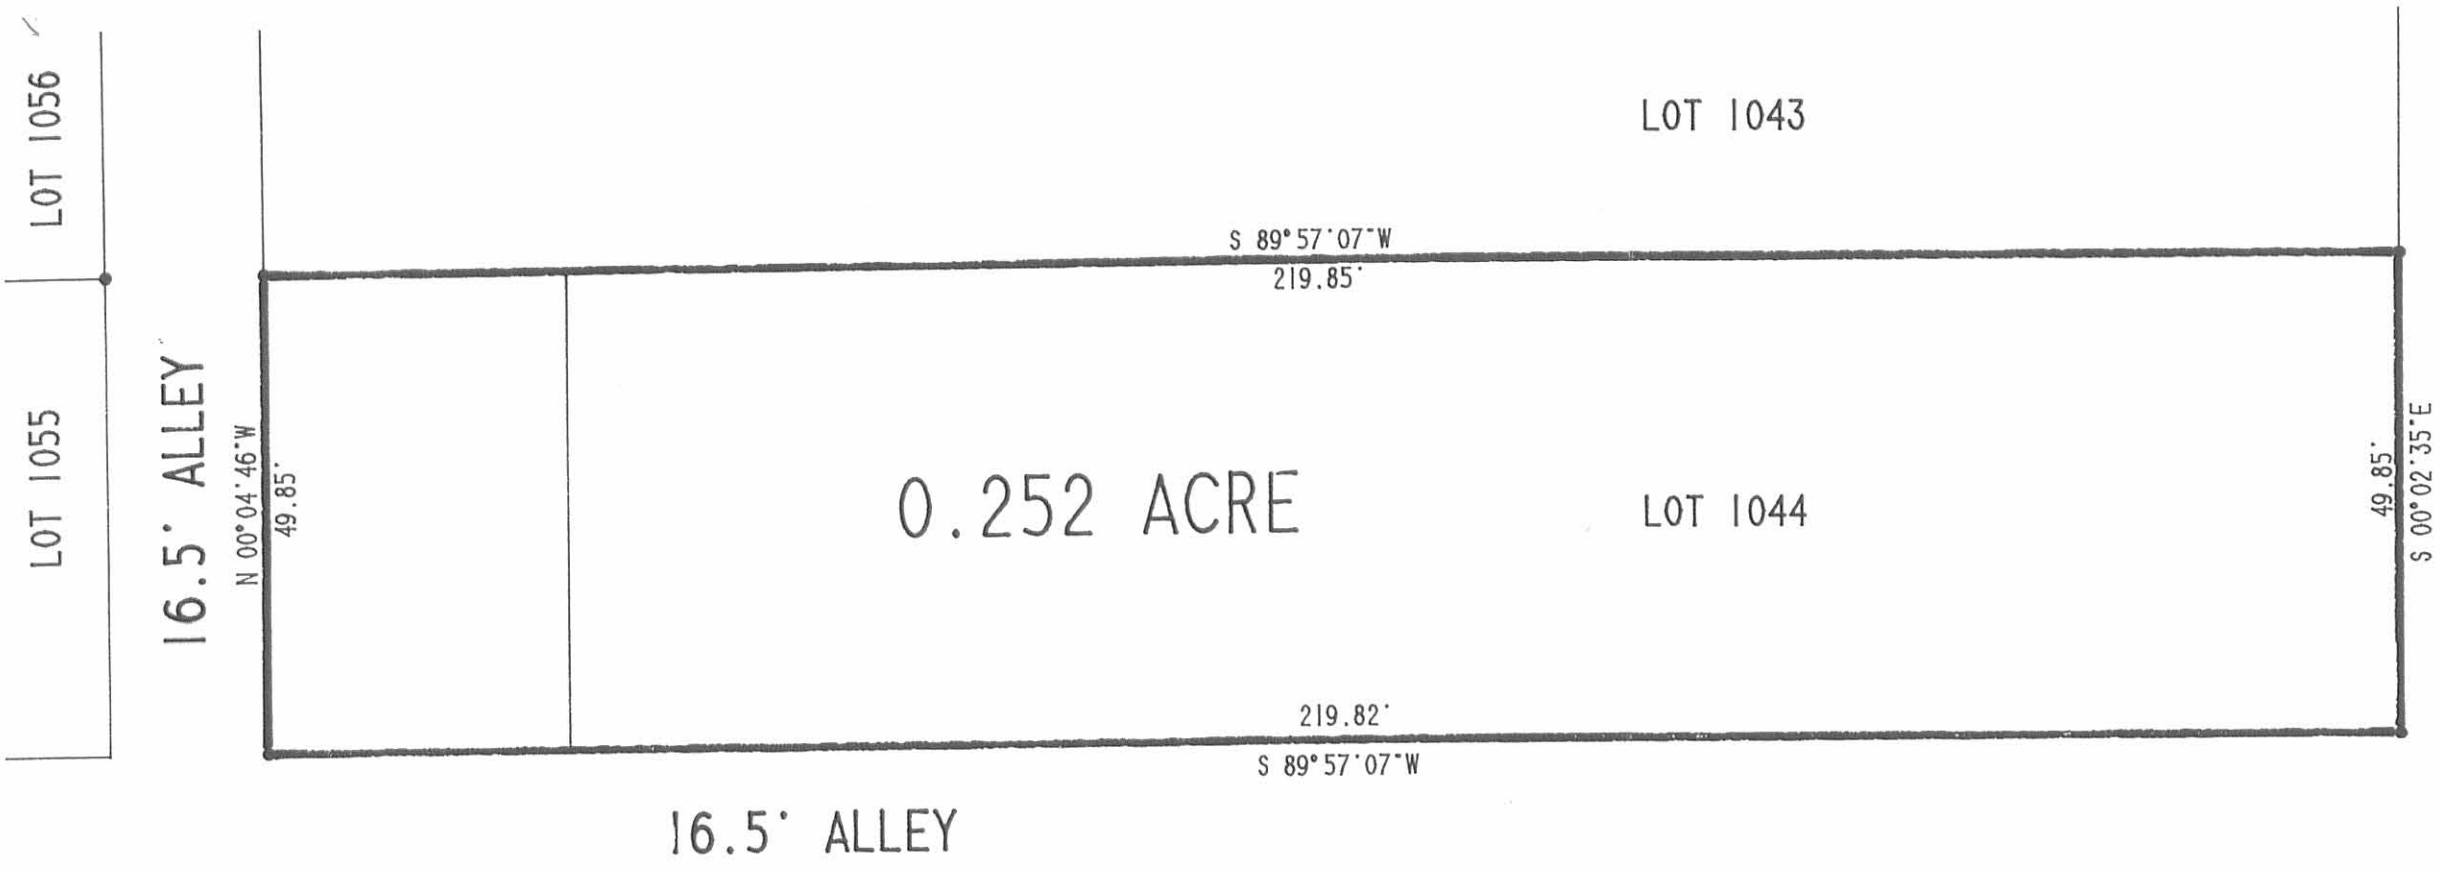 LOT 1056
LOT 1043
S 89°57'07"W
219.85'
LOT 1055
16.5' ALLEY
N 00°04'46"W
49.85'
0.252 ACRE
LOT 1044
49.85'
S 00°02'35"E
219.82'
S 89°57'07"W
16.5' ALLEY